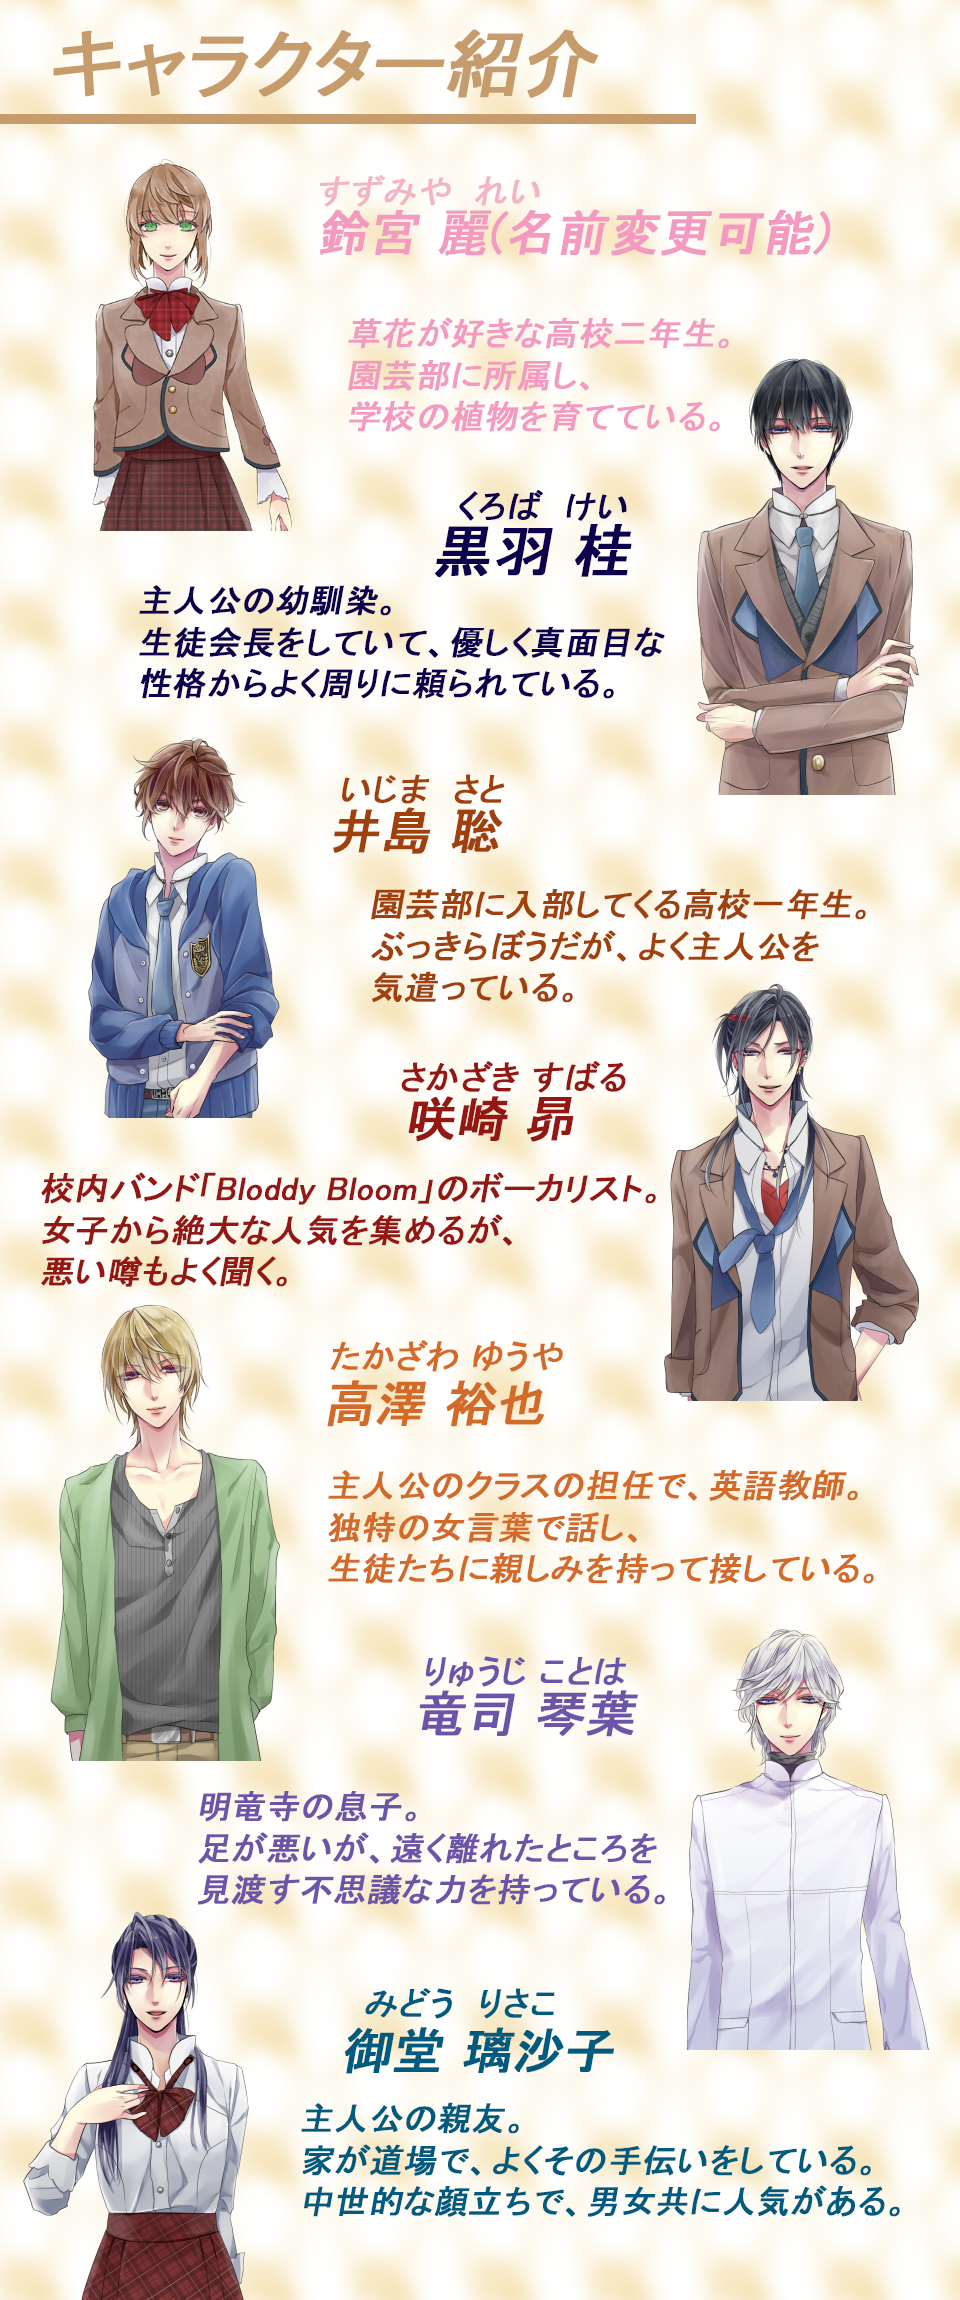 キャラクター紹介
すずみや れい
鈴宮 麗(名前変更可能)
草花が好きな高校二年生。
園芸部に所属し、
学校の植物を育てている。
くろば けい
黒羽 桂
主人公の幼馴染。
生徒会長をしていて、優しく真面目な
性格からよく周りに頼られている。
いじま さと
井島 聡
園芸部に入部してくる高校一年生。
ぶっきらぼうだが、よく主人公を
気遣っている。
さかざき すばる
咲崎 昴
校内バンド「Bloddy Bloom」のボーカリスト。
女子から絶大な人気を集めるが、
悪い噂もよく聞く。
たかざわ ゆうや
高澤 裕也
主人公のクラスの担任で、英語教師。
独特の女言葉で話し、
生徒たちに親しみを持って接している。
りゅうじ ことは
竜司 琴葉
明竜寺の息子。
足が悪いが、遠く離れたところを
見渡す不思議な力を持っている。
みどう りさこ
御堂 璃沙子
主人公の親友。
家が道場で、よくその手伝いをしている。
中世的な顔立ちで、男女共に人気がある。